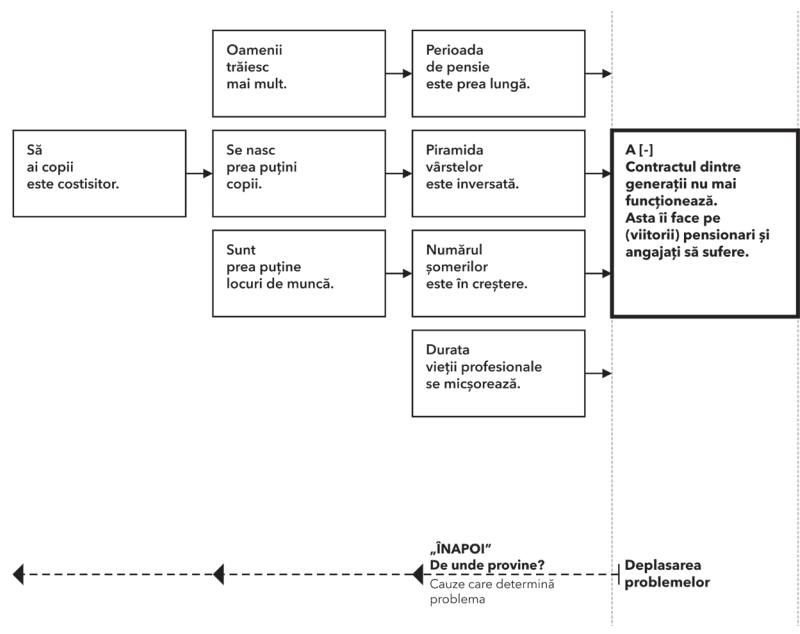 Oamenii
trăiesc
mai mult.
Perioada
de pensie
este prea lungă.
Să
ai copii
este costisitor.
Se nasc
prea puțini
copii.
Piramida
vârstelor
este inversată.
A [-]
Contractul dintre
generații nu mai
funcționează.
Asta îi face pe
(viitorii) pensionari și
angajați să sufere.
Sunt
prea puține
locuri de muncă.
Numărul
șomerilor
este în creștere.
Durata
vieții profesionale
se micșorează.
„ÎNAPOI”
De unde provine?
Cauze care determină
problema
Deplasarea
problemelor